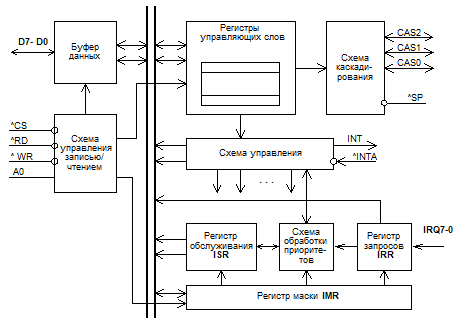 D7- D0
Буфер
данных
Регистры
управляющих слов
Схема
каскади-
рования
CAS2
CAS1
CAS0
*SP
*CS
*RD
* WR
A0
Схема
управления
записью/
чтением
Схема управления
INT
*INTA
. . .
Регистр
обслуживания
ISR
Схема
обработки
приорите-
тов
Регистр
запросов
IRR
IRQ7-0
Регистр маски IMR